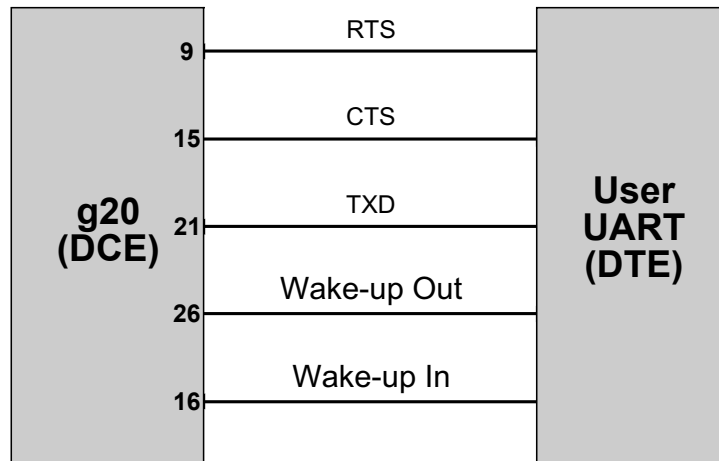 RTS
9
CTS
15
g20
(DCE)
TXD
21
User
UART
(DTE)
Wake-up Out
26
Wake-up In
16